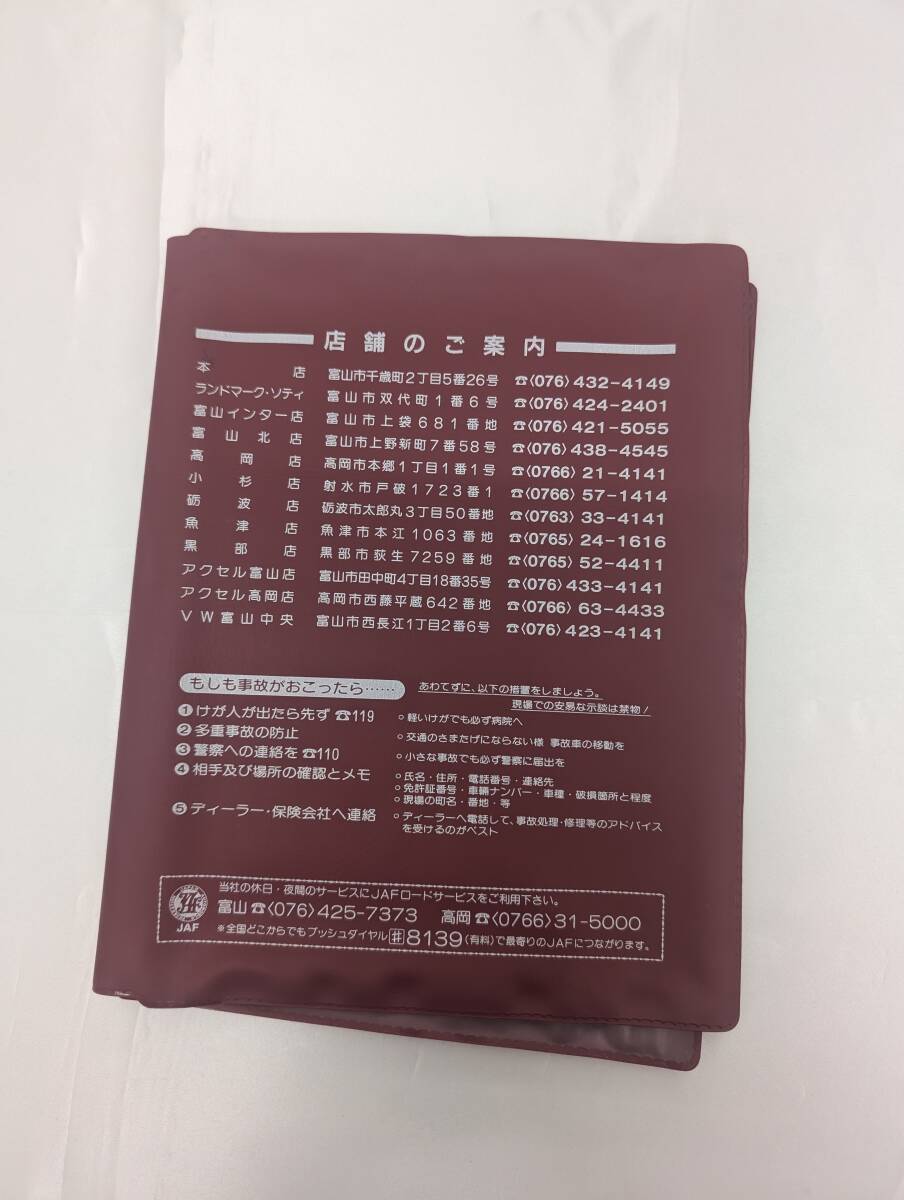 店舗のご案内
本店 富山市千歳町2丁目5番26号 ☎〈076〉432-4149
ランドマーク・ソティ 富山市双代町1番6号 ☎〈076〉424-2401
富山インター店 富山市上袋681番地 ☎〈076〉421-5055
富山北店 富山市上野新町7番58号 ☎〈076〉438-4545
高岡店 高岡市本郷1丁目1番1号 ☎〈0766〉21-4141
小杉店 射水市戸破1723番1 ☎〈0766〉57-1414
砺波店 砺波市太郎丸3丁目50番地 ☎〈0763〉33-4141
魚津店 魚津市本江1063番地 ☎〈0765〉24-1616
黒部店 黒部市荻生7259番地 ☎〈0765〉52-4411
アクセル富山店 富山市田中町4丁目18番35号 ☎〈076〉433-4141
アクセル高岡店 高岡市西藤平蔵642番地 ☎〈0766〉63-4433
VW富山中央 富山市西長江1丁目2番6号 ☎〈076〉423-4141
もしも事故がおこったら…… あわてずに、以下の措置をしましょう。
現場での安易な示談は禁物!
❶けが人が出たら先ず☎119 ○軽いけがでも必ず病院へ
❷多重事故の防止 ○交通のさまたげにならない様 事故車の移動を
❸警察への連絡を☎110 ○小さな事故でも必ず警察に届出を
❹相手及び場所の確認とメモ ○氏名・住所・電話番号・連絡先
○免許証番号・車輛ナンバー・車種・破損箇所と程度
○現場の町名・番地・等
❺ディーラー・保険会社へ連絡 ○ディーラーへ電話して、事故処理・修理等のアドバイス
を受けるのがベスト
当社の休日・夜間のサービスにJAFロードサービスをご利用下さい。
富山☎〈076〉425-7373 高岡☎〈0766〉31-5000
※全国どこからでもプッシュダイヤル#8139(有料)で最寄りのJAFにつながります。
JAF